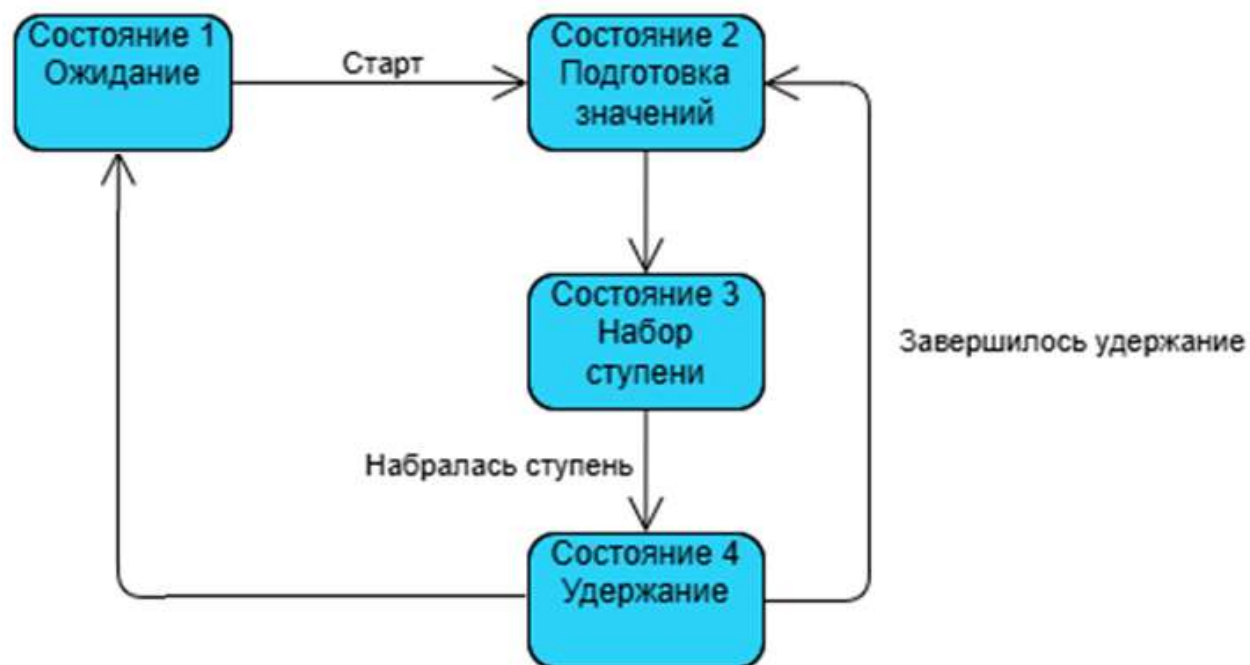 Состояние 1
Ожидание
Старт
Состояние 2
Подготовка
значений
Состояние 3
Набор
ступени
Завершилось удержание
Набралась ступень
Состояние 4
Удержание